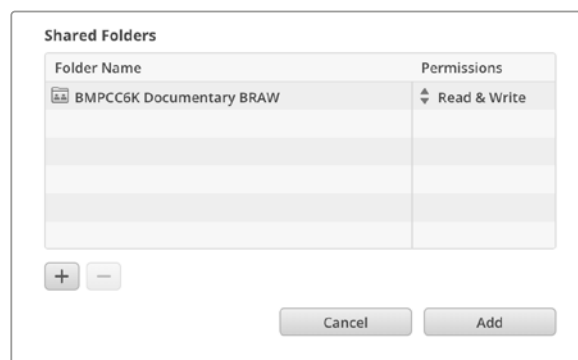 Shared Folders
Folder Name Permissions
BMPCC6K Documentary BRAW Read & Write
+ −
Cancel Add